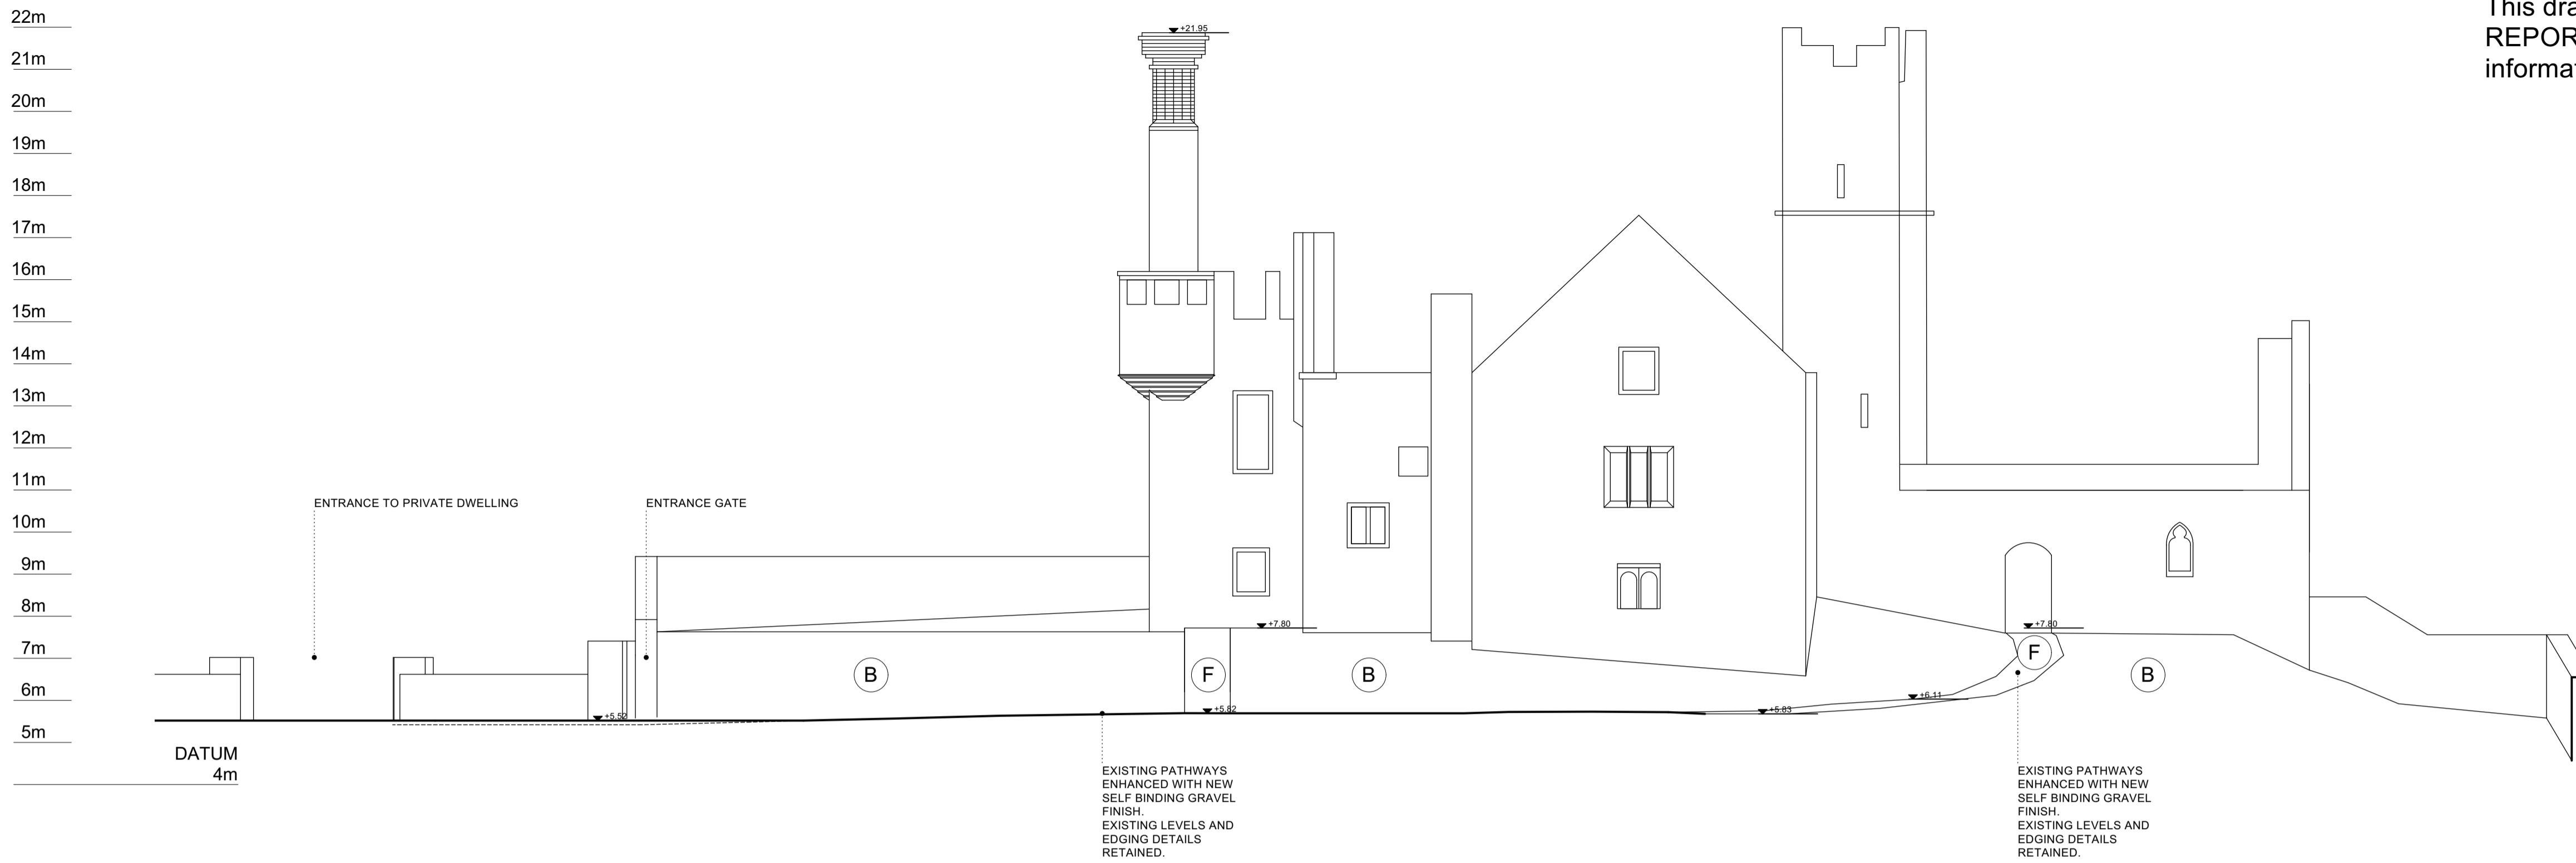 22m
21m
20m
19m
18m
17m
16m
15m
14m
13m
12m
11m
10m
9m
8m
7m
6m
5m
DATUM
4m
This dra
REPOR
informa
+21.95
ENTRANCE TO PRIVATE DWELLING
ENTRANCE GATE
+7.80
+7.80
B
F
B
F
B
+5.52
+5.82
+5.83
+6.11
EXISTING PATHWAYS
ENHANCED WITH NEW
SELF BINDING GRAVEL
FINISH.
EXISTING LEVELS AND
EDGING DETAILS
RETAINED.
EXISTING PATHWAYS
ENHANCED WITH NEW
SELF BINDING GRAVEL
FINISH.
EXISTING LEVELS AND
EDGING DETAILS
RETAINED.